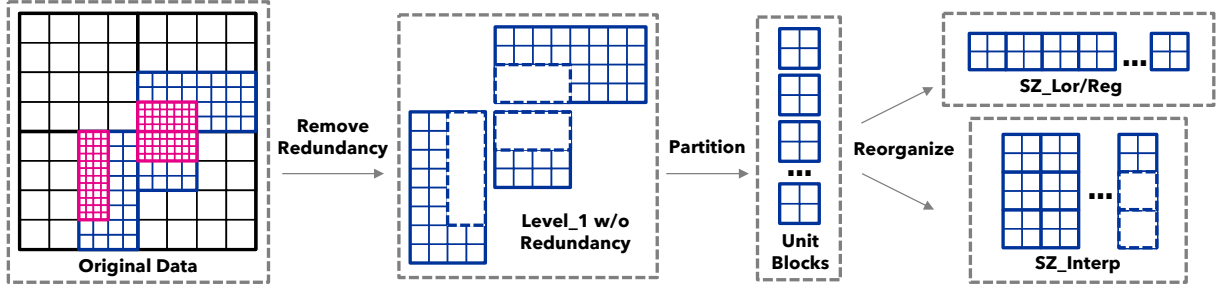 Original Data
Remove
Redundancy
Level_1 w/o
Redundancy
Partition
...
Unit
Blocks
Reorganize
...
SZ_Lor/Reg
...
SZ_Interp